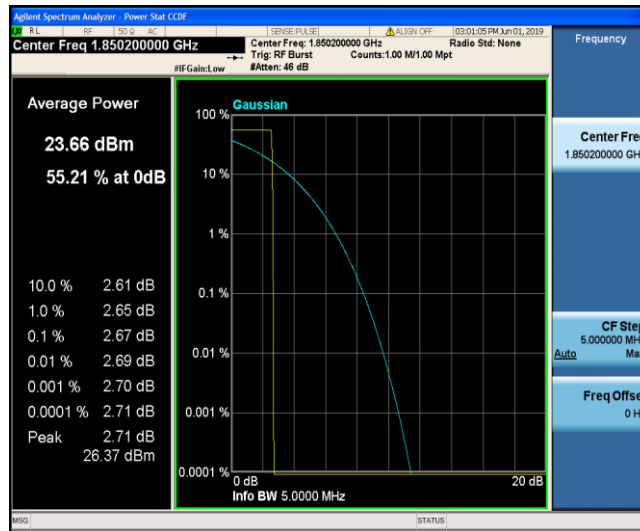 Agilent Spectrum Analyzer - Power Stat CCDF
RL RF 50 Ω AC SENSE:PULSE ALIGN OFF 03:01:05 PM Jun 01, 2019
Center Freq 1.850200000 GHz
Center Freq: 1.850200000 GHz Radio Std: None
Trig: RF Burst Counts:1.00 M/1.00 Mpt
#IFGain:Low #Atten: 46 dB
Frequency
Average Power
23.66 dBm
55.21 % at 0dB
10.0 % 2.61 dB
1.0 % 2.65 dB
0.1 % 2.67 dB
0.01 % 2.69 dB
0.001 % 2.70 dB
0.0001 % 2.71 dB
Peak 2.71 dB
26.37 dBm
Gaussian
100 %
10 %
1 %
0.1 %
0.01 %
0.001 %
0.0001 %
0 dB 20 dB
Info BW 5.0000 MHz
Center Fre
1.850200000 GH
CF Step
5.000000 MH
Auto Ma
Freq Offse
0 H
MSG STATUS